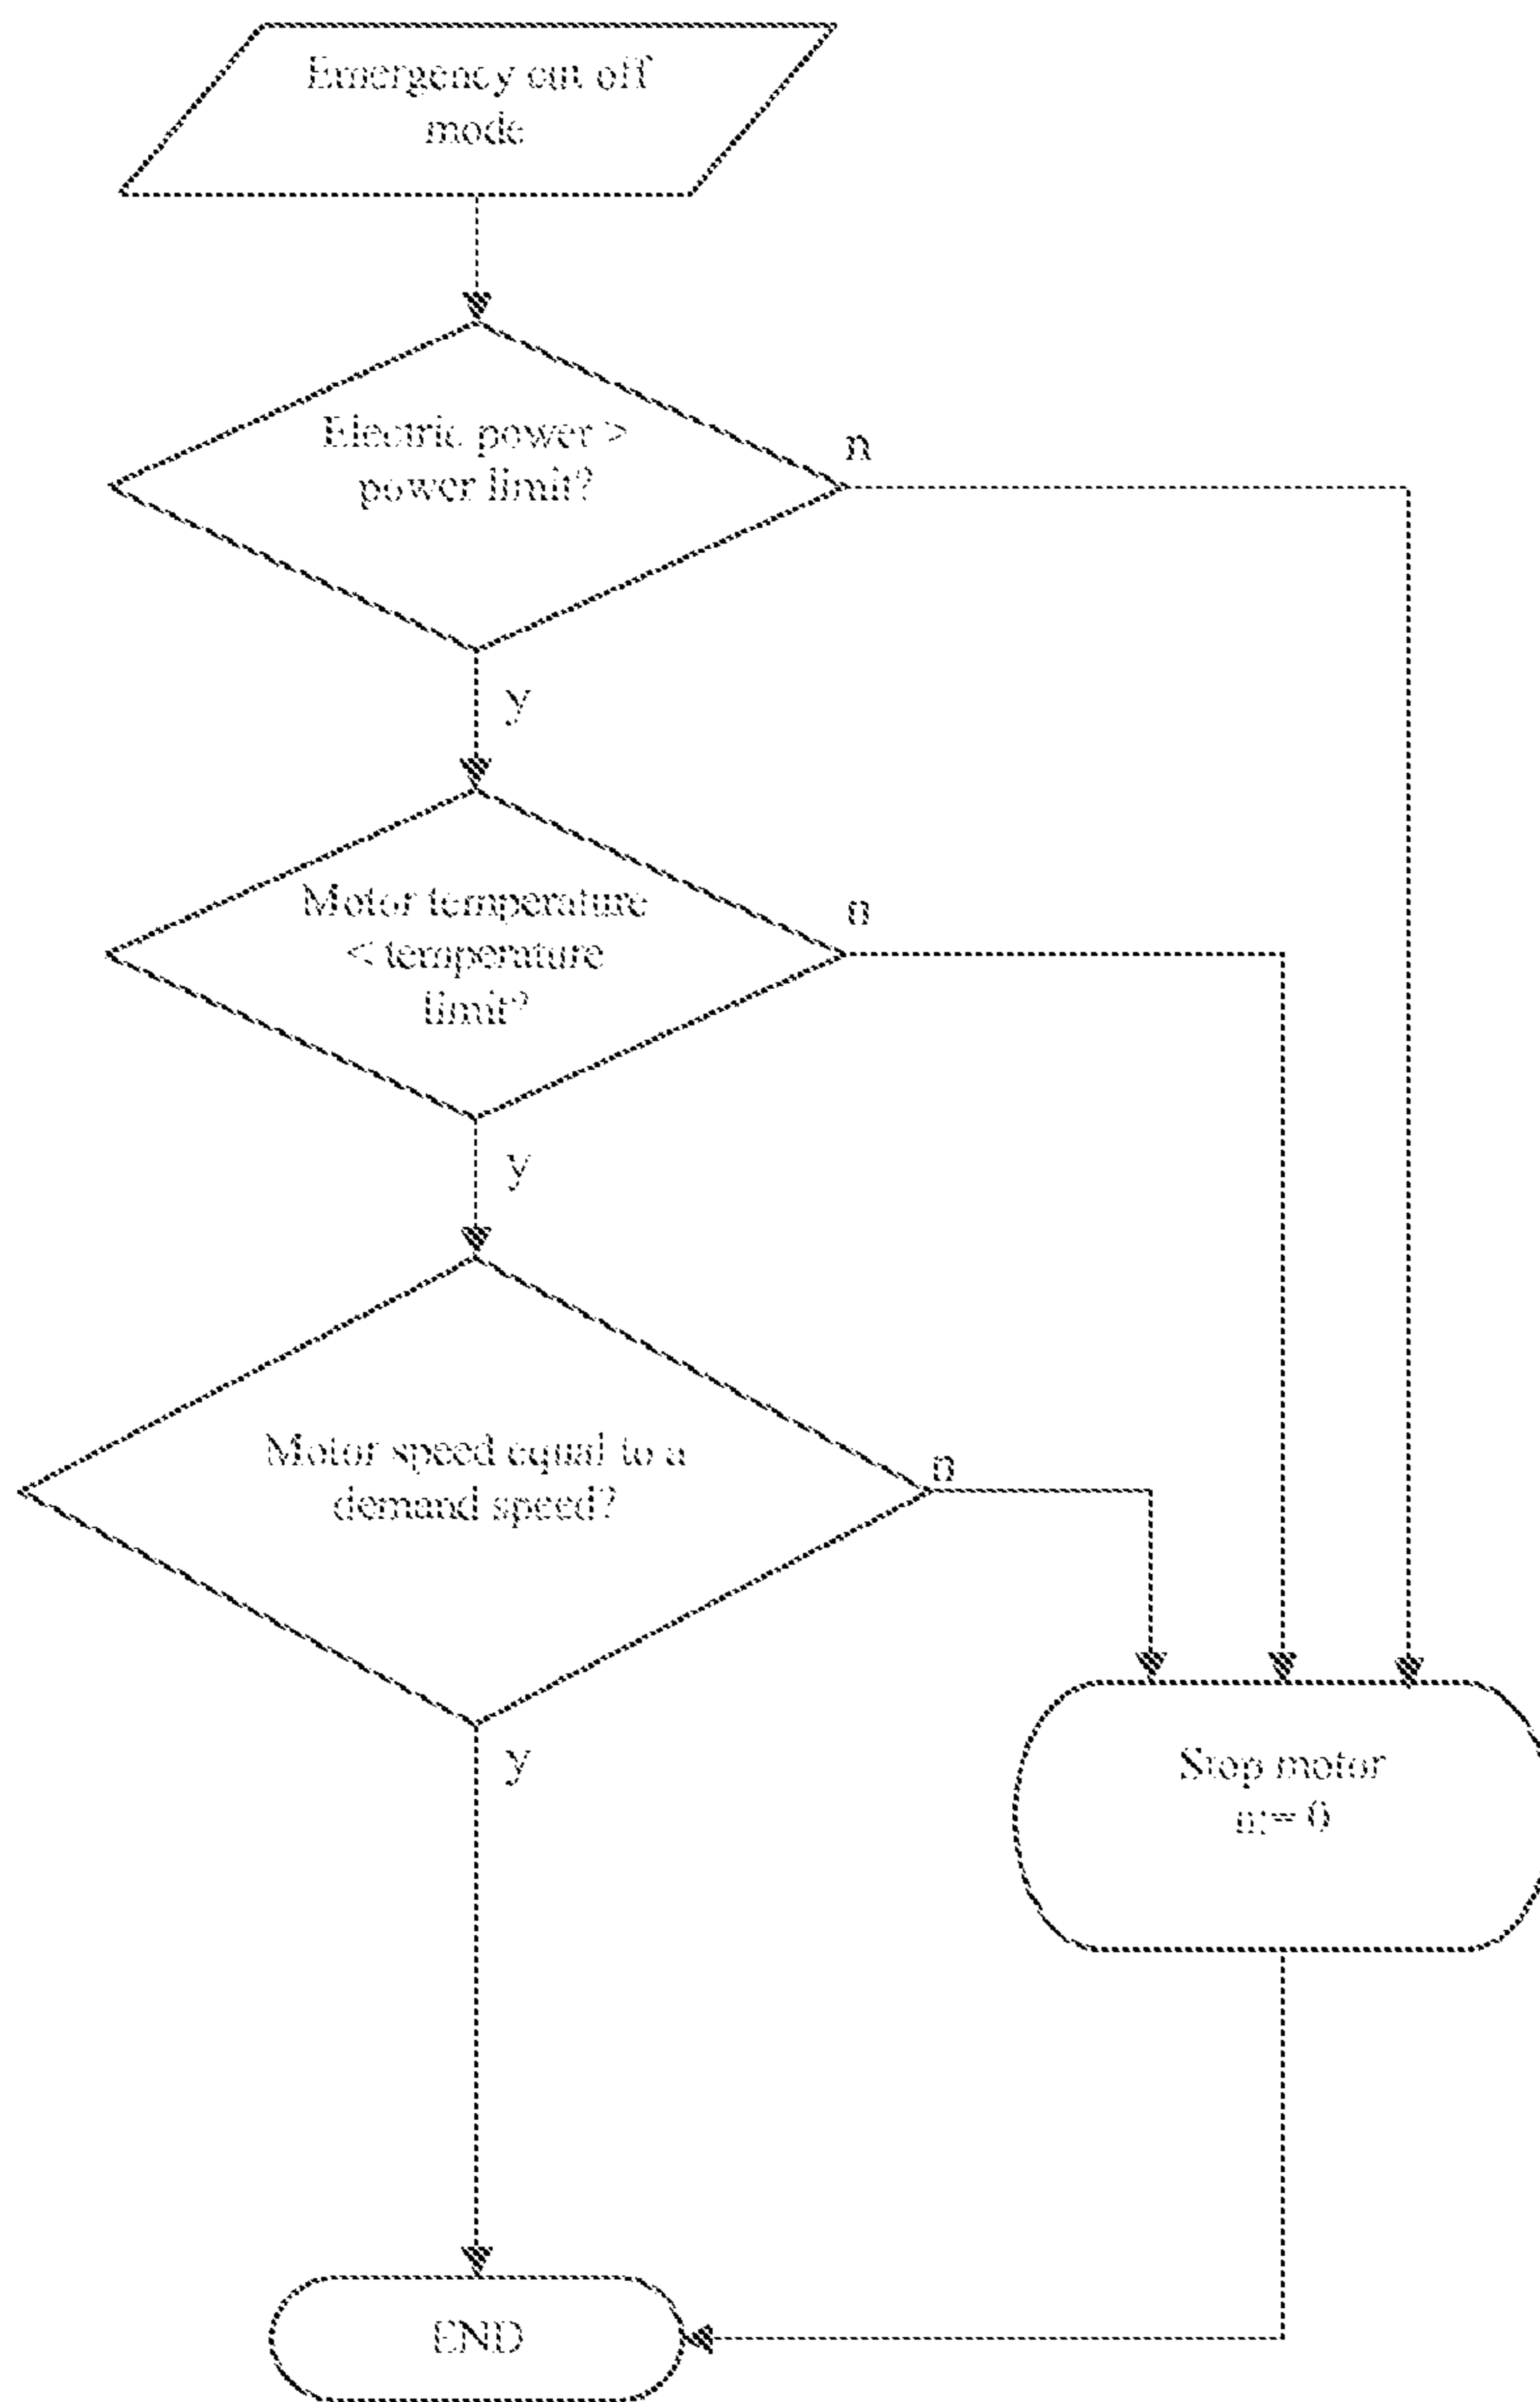 Emergency cut off
mode
Electric power >
power limit?
n
y
Motor temperature
< temperature
limit?
n
y
Motor speed equal to a
demand speed?
n
y
Stop motor
n:= 0
END